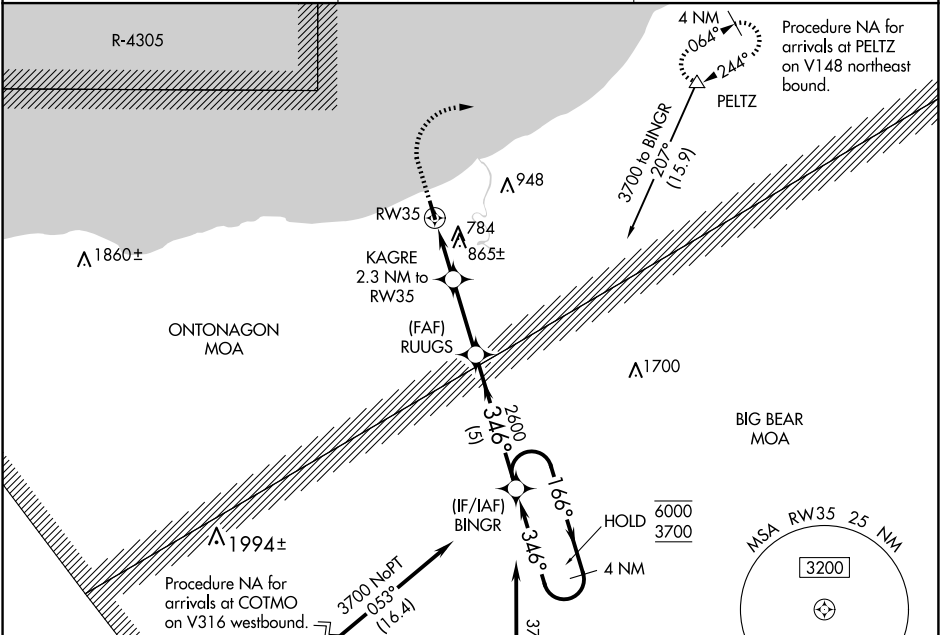 R-4305
4 NM
064°
244°
Procedure NA for
arrivals at PELTZ
on V148 northeast
bound.
PELTZ
3700 to BINGR
207°
(15.9)
948
RW35
784
865±
1860±
KAGRE
2.3 NM to
RW35
ONTONAGON
MOA
(FAF)
RUUGS
1700
2600
346°
(5)
BIG BEAR
MOA
(IF/IAF)
BINGR
166°
346°
HOLD
6000
3700
4 NM
MSA RW35 25 NM
3200
1994±
Procedure NA for
arrivals at COTMO
on V316 westbound.
3700 NoPT
053°
(16.4)
37